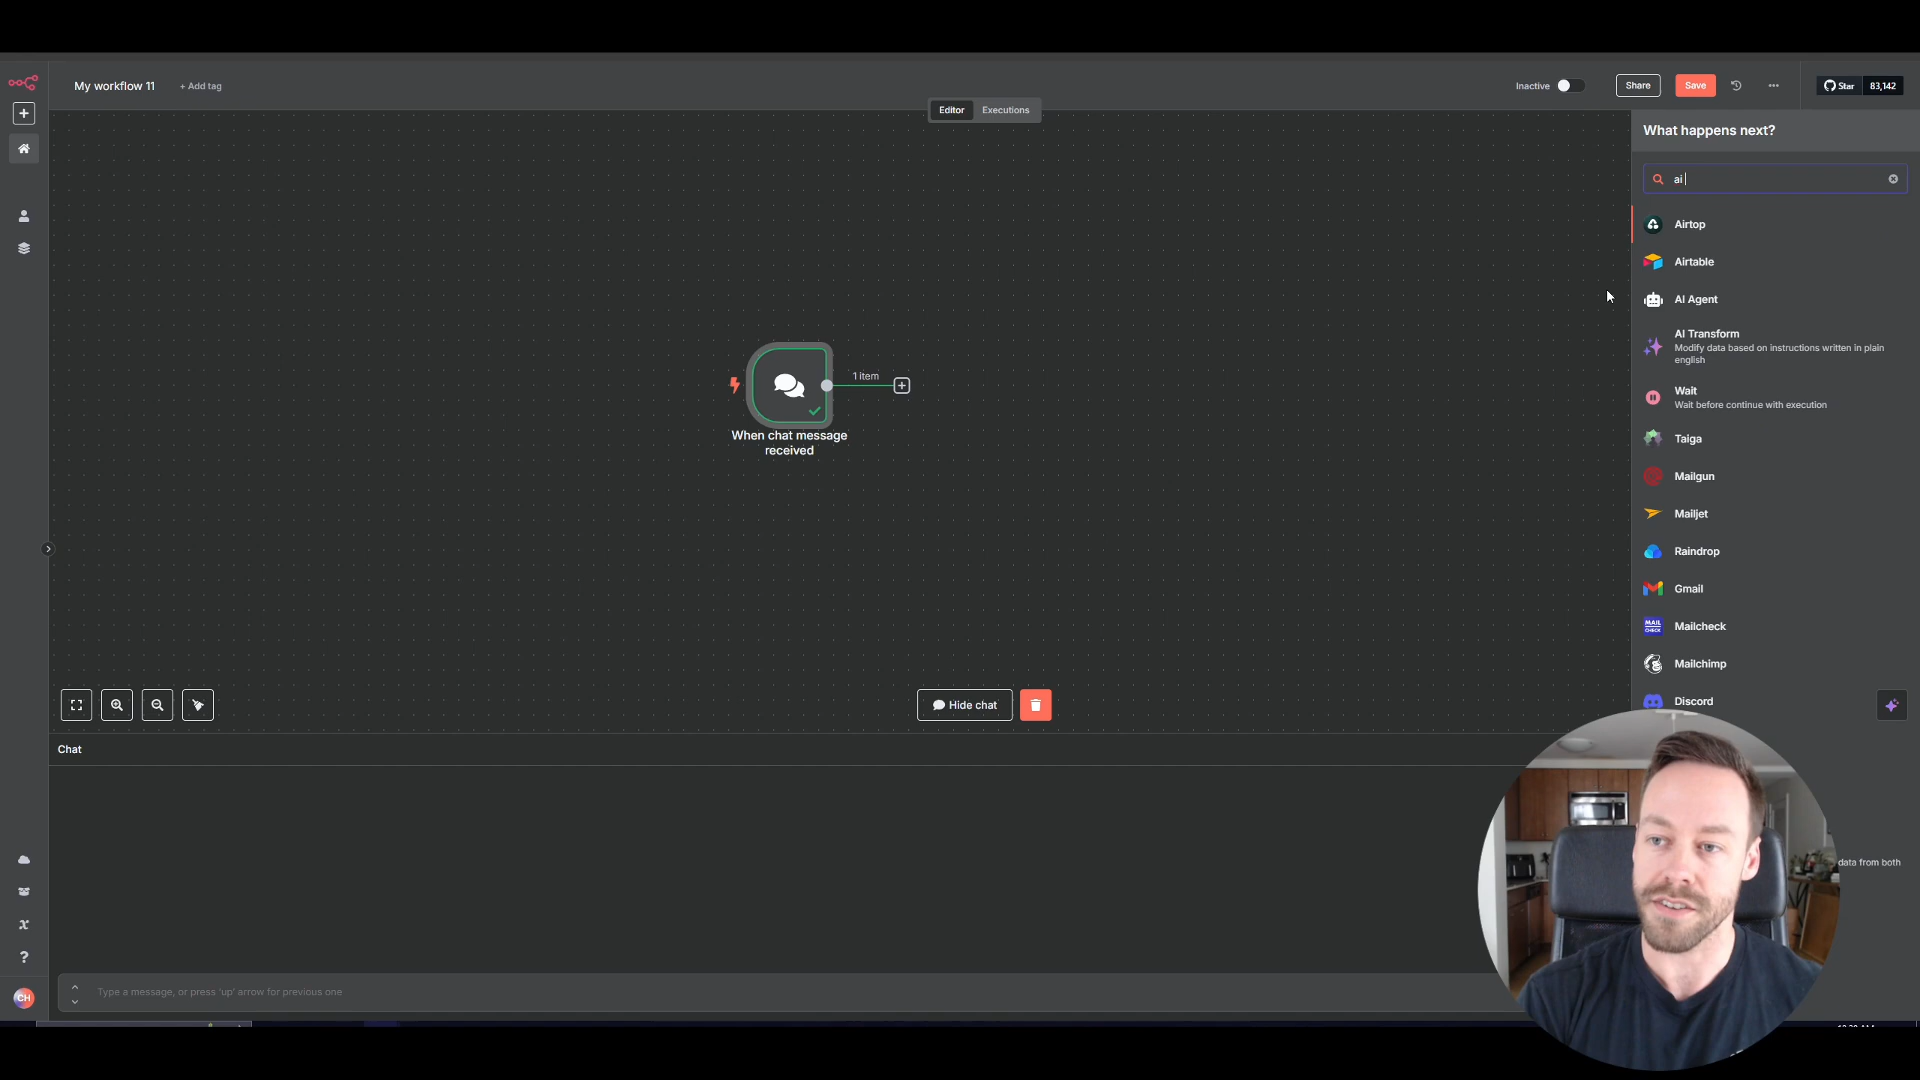 My workflow 11
+ Add tag
Inactive
Share
Save
Star
83,142
Editor
Executions
What happens next?
ai
Airtop
Airtable
AI Agent
AI Transform
Modify data based on instructions written in plain
english
Wait
Wait before continue with execution
Taiga
Mailgun
Mailjet
Raindrop
Gmail
MAIL
CHECK
Mailcheck
Mailchimp
Discord
data from both
1 item
When chat message
received
Hide chat
Chat
Type a message, or press 'up' arrow for previous one
x
?
CH